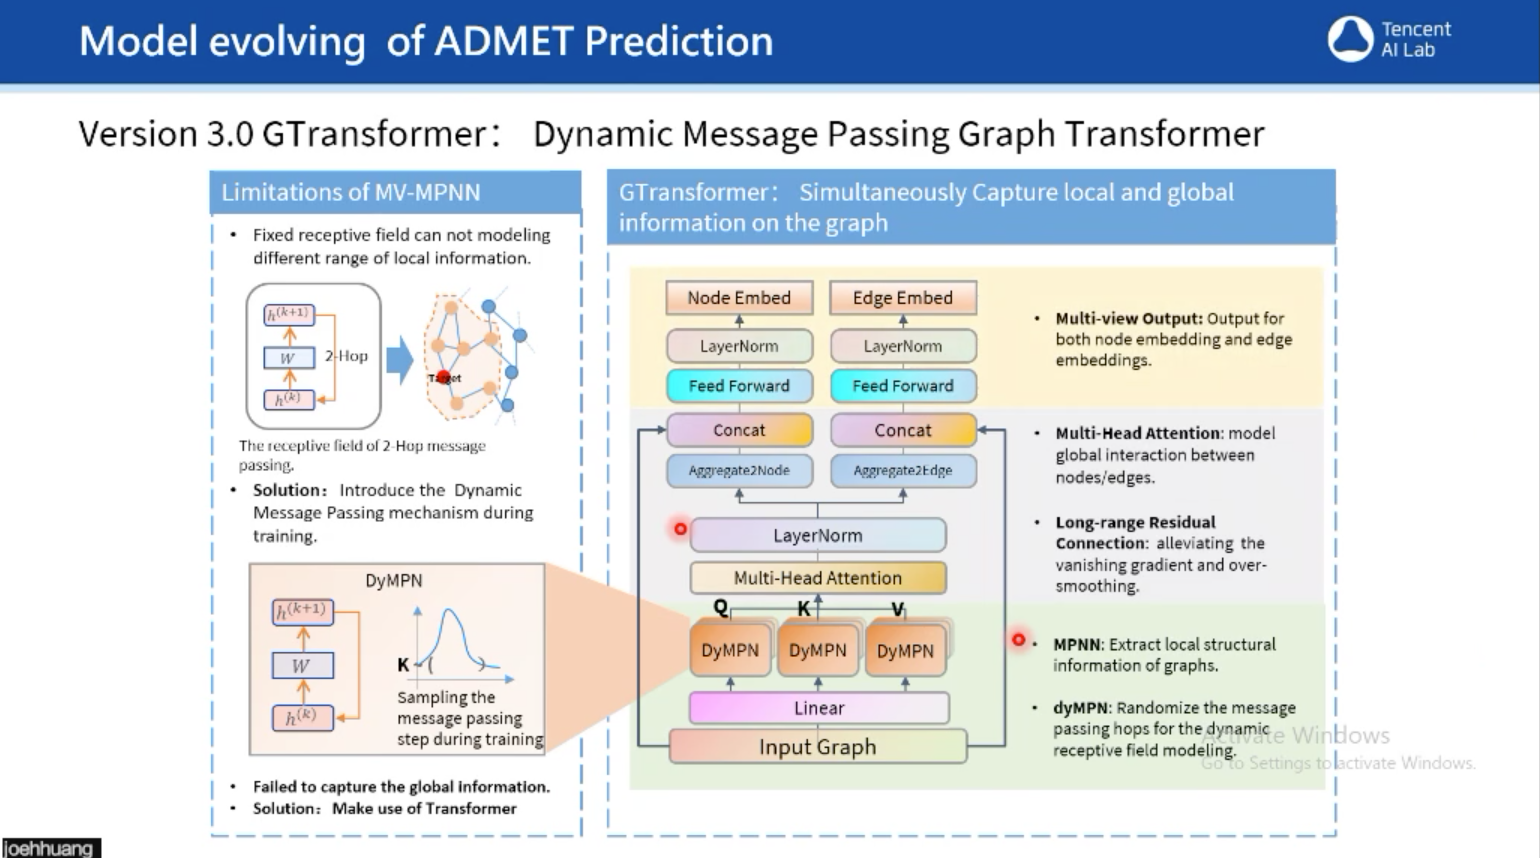 Model evolving of ADMET Prediction
Tencent
AI Lab
Version 3.0 GTransformer： Dynamic Message Passing Graph Transformer
Limitations of MV-MPNN
• Fixed receptive field can not modeling
different range of local information.
h^(k+1)
W
2-Hop
h^(k)
Target
The receptive field of 2-Hop message
passing.
• Solution： Introduce the Dynamic
Message Passing mechanism during
training.
DyMPN
h^(k+1)
W
h^(k)
K ~ ( )
Sampling the
message passing
step during training
• Failed to capture the global information.
• Solution：Make use of Transformer
GTransformer： Simultaneously Capture local and global
information on the graph
Node Embed
Edge Embed
LayerNorm
LayerNorm
Feed Forward
Feed Forward
Concat
Concat
Aggregate2Node
Aggregate2Edge
LayerNorm
Multi-Head Attention
Q K V
DyMPN
DyMPN
DyMPN
Linear
Input Graph
• Multi-view Output: Output for
both node embedding and edge
embeddings.
• Multi-Head Attention: model
global interaction between
nodes/edges.
• Long-range Residual
Connection: alleviating the
vanishing gradient and over-
smoothing.
• MPNN: Extract local structural
information of graphs.
• dyMPN: Randomize the message
passing hops for the dynamic
receptive field modeling.
Activate Windows
Go to Settings to activate Windows.
joehhuang